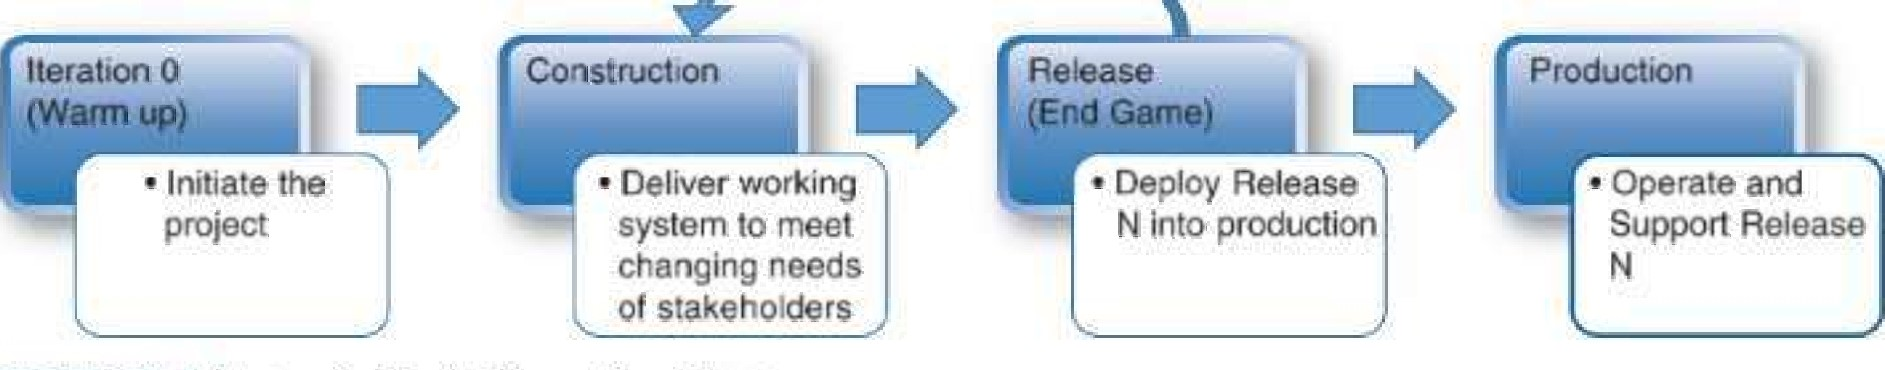 Iteration 0
(Warm up)
• Initiate the
project
Construction
• Deliver working
system to meet
changing needs
of stakeholders
Release
(End Game)
• Deploy Release
N into production
Production
• Operate and
Support Release
N